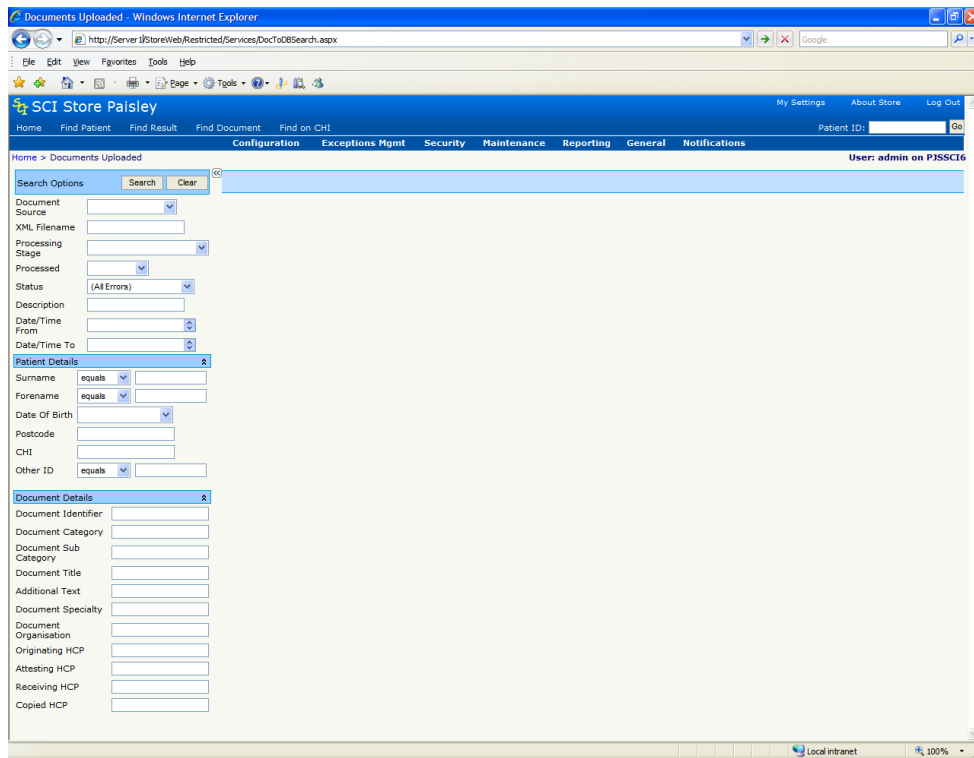 Documents Uploaded - Windows Internet Explorer
http://Server1/StoreWeb/Restricted/Services/DocToDBSearch.aspx
Google
File Edit View Favorites Tools Help
Page Tools
SCI Store Paisley
My Settings About Store Log Out
Home Find Patient Find Result Find Document Find on CHI
Patient ID: Go
Configuration Exceptions Mgmt Security Maintenance Reporting General Notifications
Home > Documents Uploaded
User: admin on PJSSCI6
Search Options Search Clear
Document Source
XML Filename
Processing Stage
Processed
Status (All Errors)
Description
Date/Time From
Date/Time To
Patient Details
Surname equals
Forename equals
Date Of Birth
Postcode
CHI
Other ID equals
Document Details
Document Identifier
Document Category
Document Sub Category
Document Title
Additional Text
Document Specialty
Document Organisation
Originating HCP
Attesting HCP
Receiving HCP
Copied HCP
Local intranet
100%